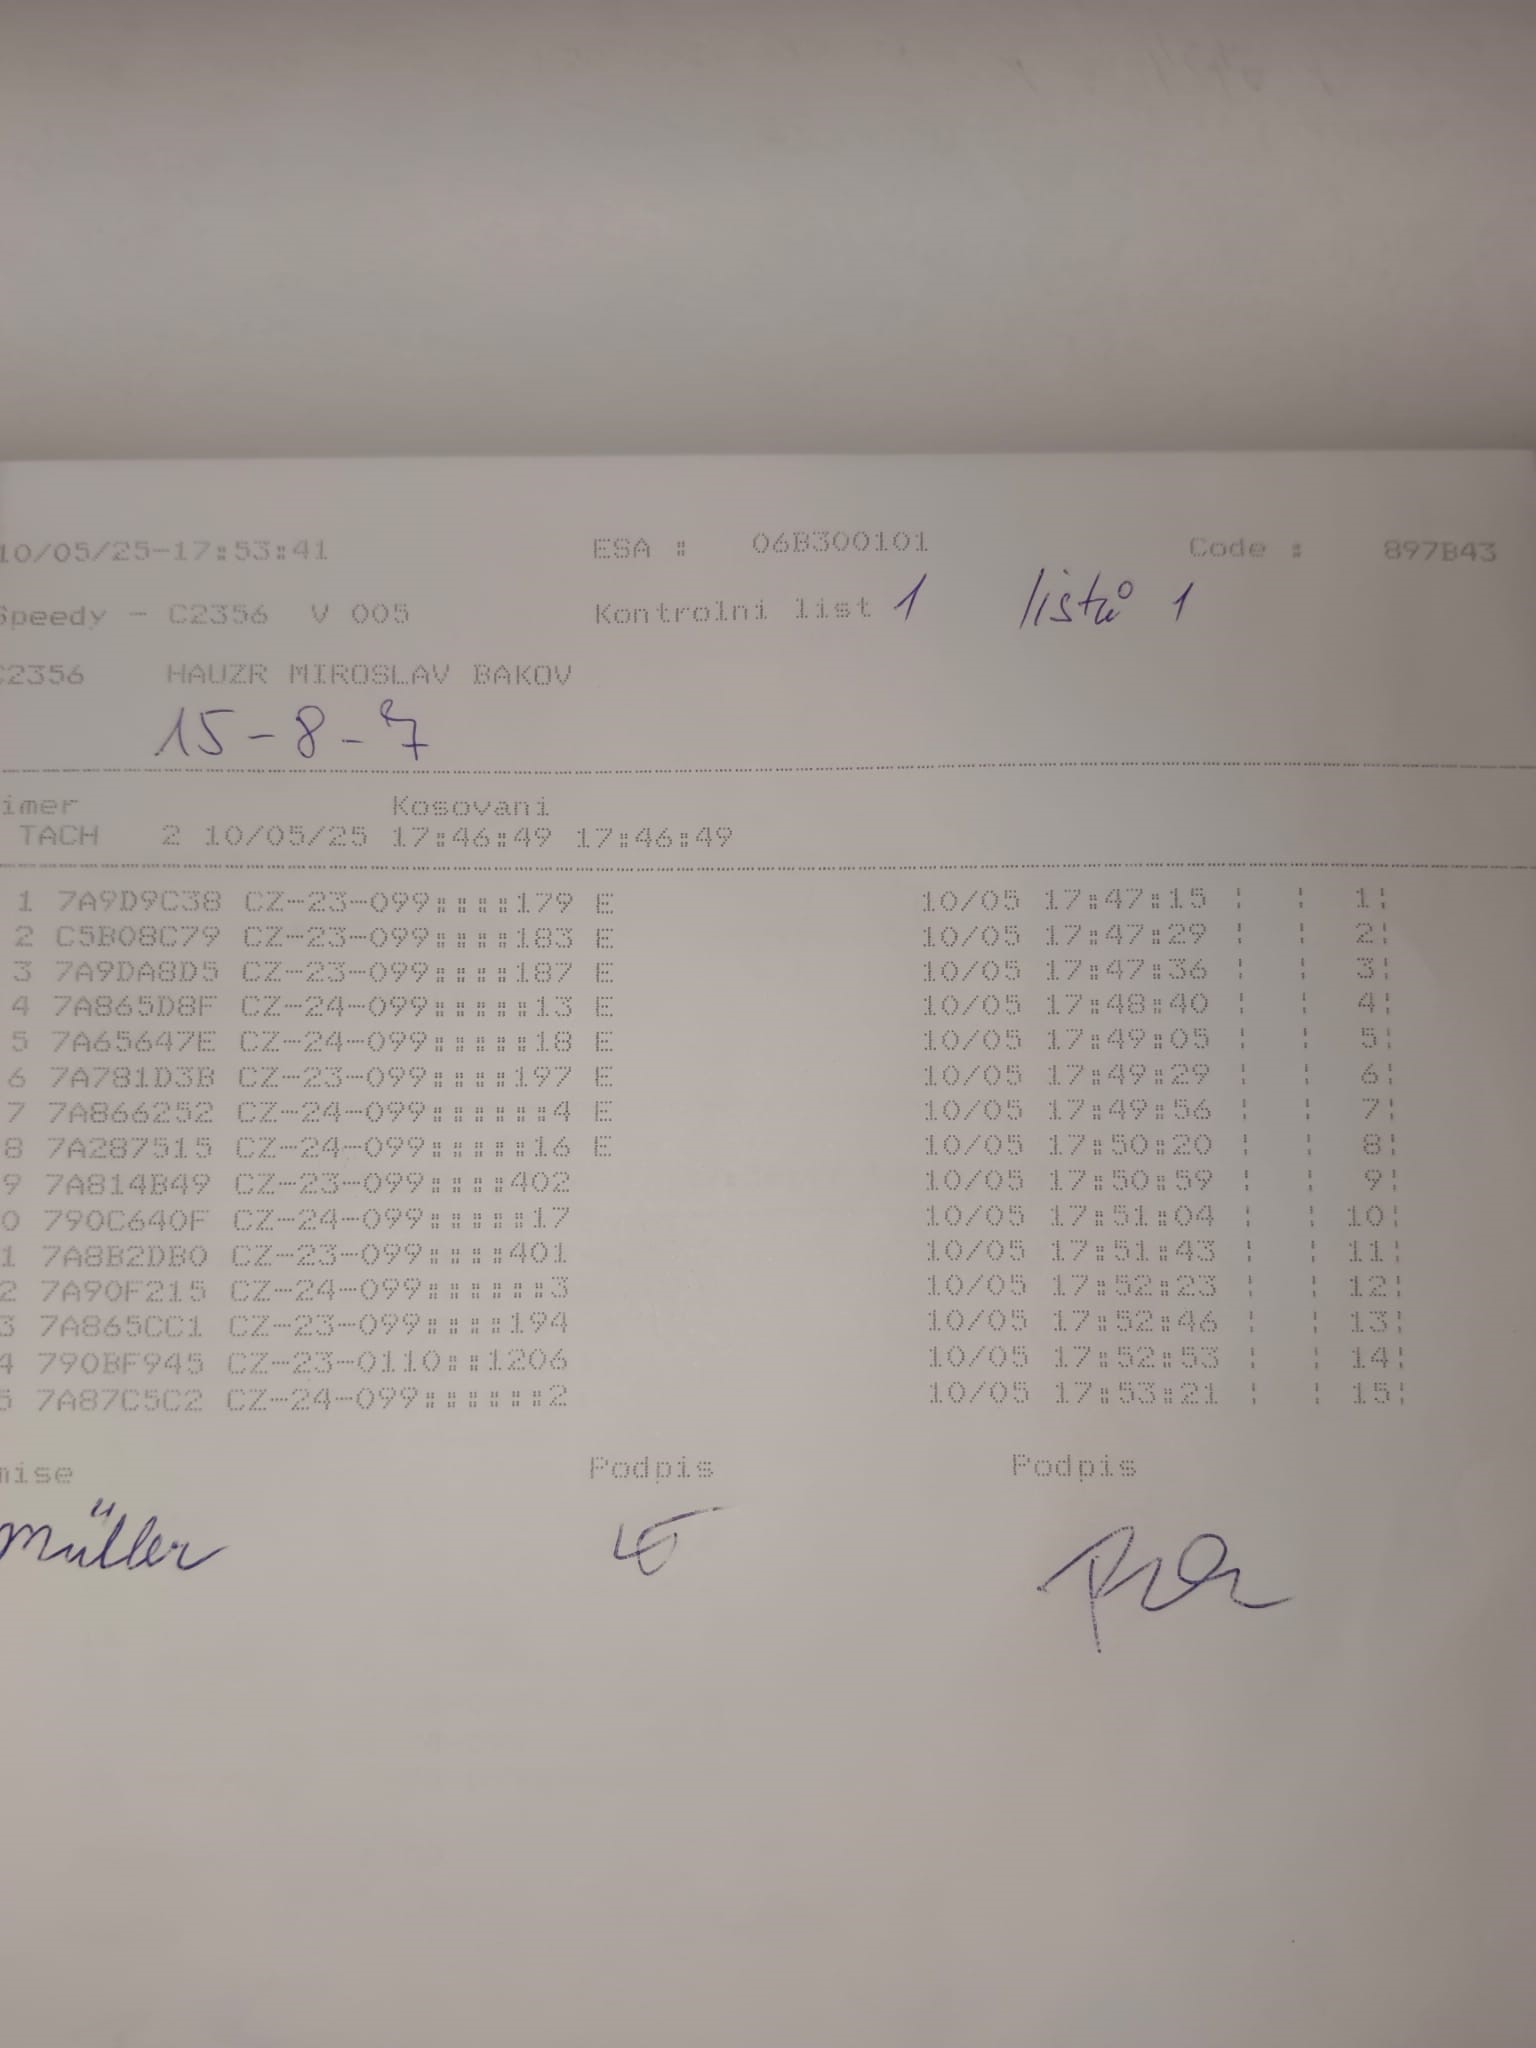 10/05/25-17:53:41 ESA : 06B300101 Code : 897B43
Speedy - C2356 V 005 Kontrolni list 1 listů 1
C2356 HAUZR MIROSLAV BAKOV
15-8-7
imer Kosovani
TACH 2 10/05/25 17:46:49 17:46:49
1 7A9D9C38 CZ-23-099::::179 E 10/05 17:47:15 ¦ ¦ 1¦
2 C5B08C79 CZ-23-099::::183 E 10/05 17:47:29 ¦ ¦ 2¦
3 7A9DA8D5 CZ-23-099::::187 E 10/05 17:47:36 ¦ ¦ 3¦
4 7A865D8F CZ-24-099:::::13 E 10/05 17:48:40 ¦ ¦ 4¦
5 7A65647E CZ-24-099:::::18 E 10/05 17:49:05 ¦ ¦ 5¦
6 7A781D3B CZ-23-099::::197 E 10/05 17:49:29 ¦ ¦ 6¦
7 7A866252 CZ-24-099::::::4 E 10/05 17:49:56 ¦ ¦ 7¦
8 7A287515 CZ-24-099:::::16 E 10/05 17:50:20 ¦ ¦ 8¦
9 7A814B49 CZ-23-099::::402 10/05 17:50:59 ¦ ¦ 9¦
0 790C640F CZ-24-099:::::17 10/05 17:51:04 ¦ ¦ 10¦
1 7A8B2DB0 CZ-23-099::::401 10/05 17:51:43 ¦ ¦ 11¦
2 7A90F215 CZ-24-099::::::3 10/05 17:52:23 ¦ ¦ 12¦
3 7A865CC1 CZ-23-099::::194 10/05 17:52:46 ¦ ¦ 13¦
4 790BF945 CZ-23-0110::1206 10/05 17:52:53 ¦ ¦ 14¦
5 7A87C5C2 CZ-24-099::::::2 10/05 17:53:21 ¦ ¦ 15¦
mise Podpis Podpis
Müller